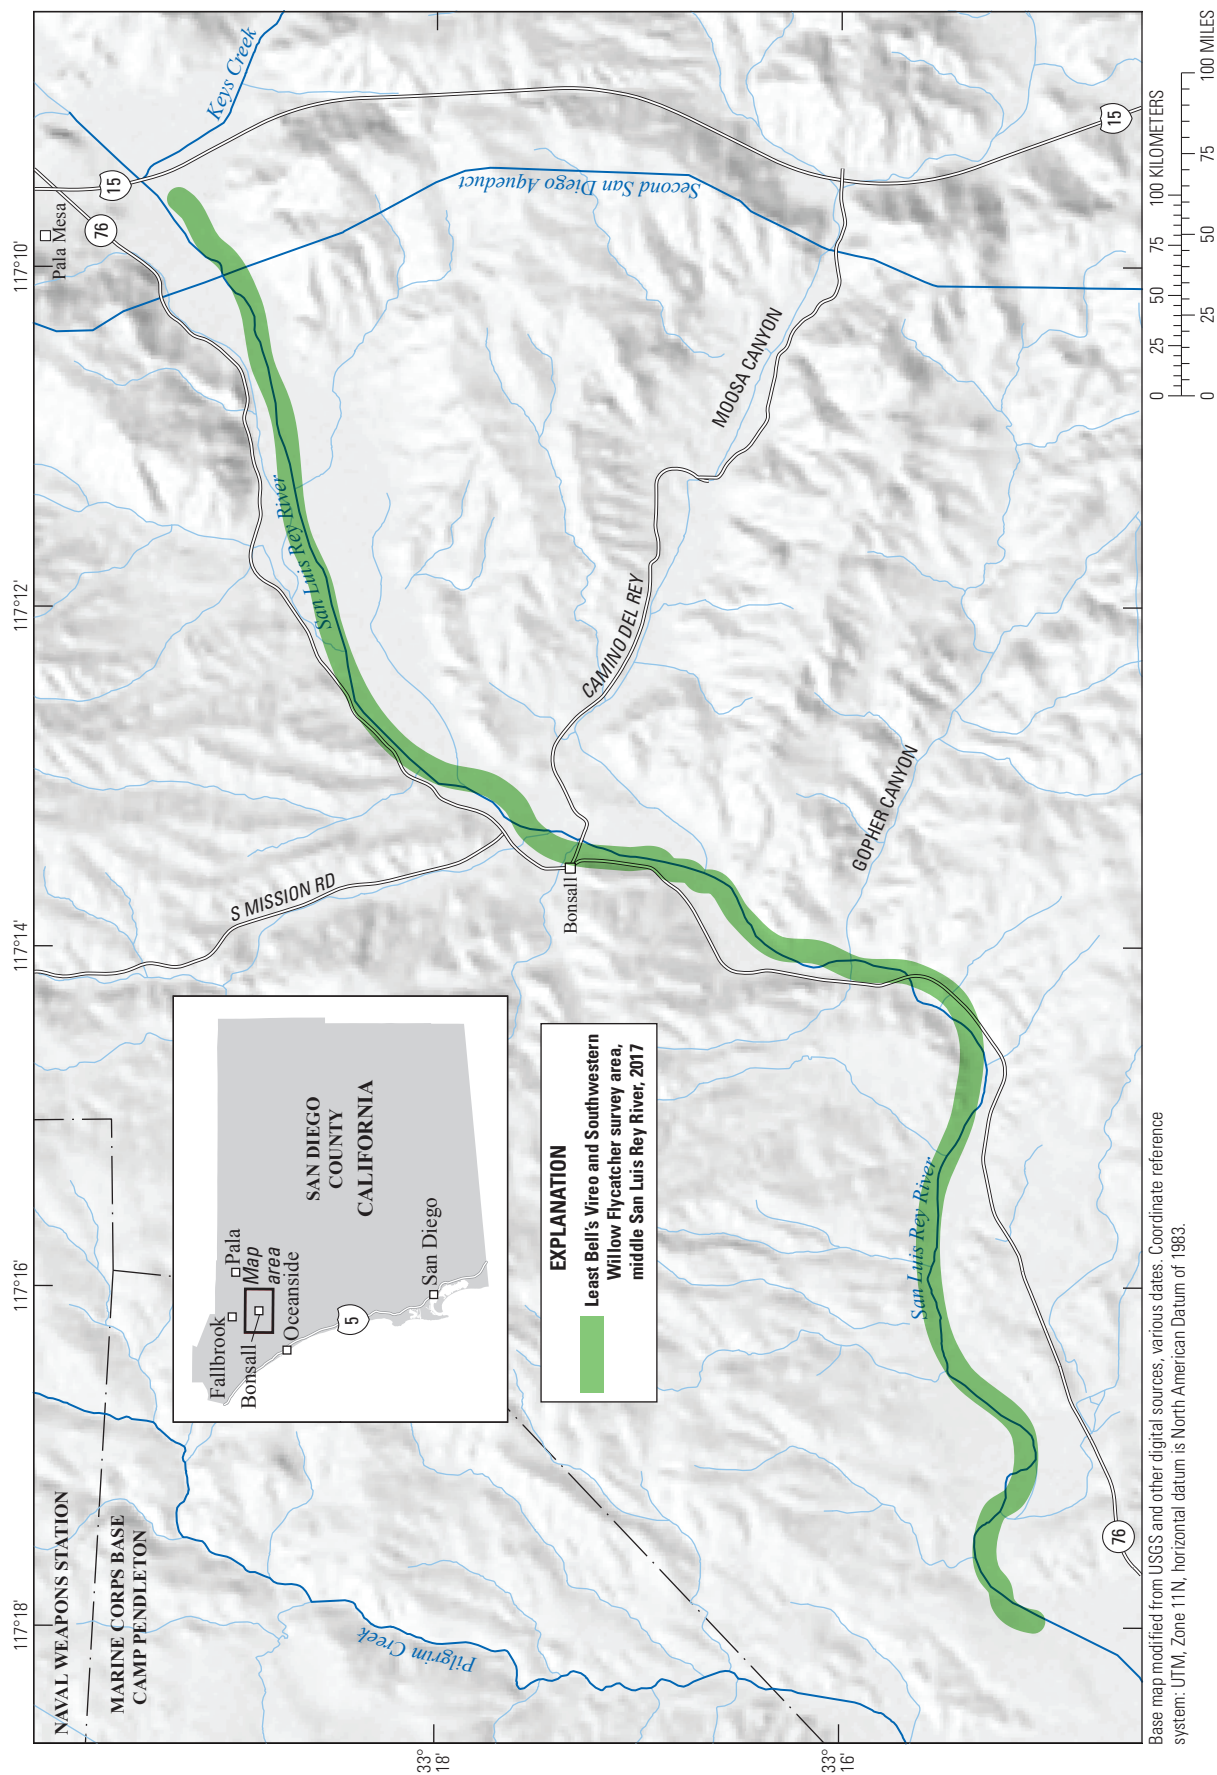 117°18'
117°16'
117°14'
117°12'
117°10'
33°
18'
33°
16'
NAVAL WEAPONS STATION
MARINE CORPS BASE
CAMP PENDLETON
Pilgrim Creek
Fallbrook
Pala
Bonsall
Map
area
Oceanside
5
San Diego
SAN DIEGO
COUNTY
CALIFORNIA
EXPLANATION
Least Bell's Vireo and Southwestern
Willow Flycatcher survey area,
middle San Luis Rey River, 2017
S MISSION RD
Bonsall
San Luis Rey River
Pala Mesa
76
15
Keys Creek
Second San Diego Aqueduct
CAMINO DEL REY
MOOSA CANYON
GOPHER CANYON
San Luis Rey River
76
15
Base map modified from USGS and other digital sources, various dates. Coordinate reference
system: UTM, Zone 11N, horizontal datum is North American Datum of 1983.
0 25 50 75 100 KILOMETERS
0 25 50 75 100 MILES